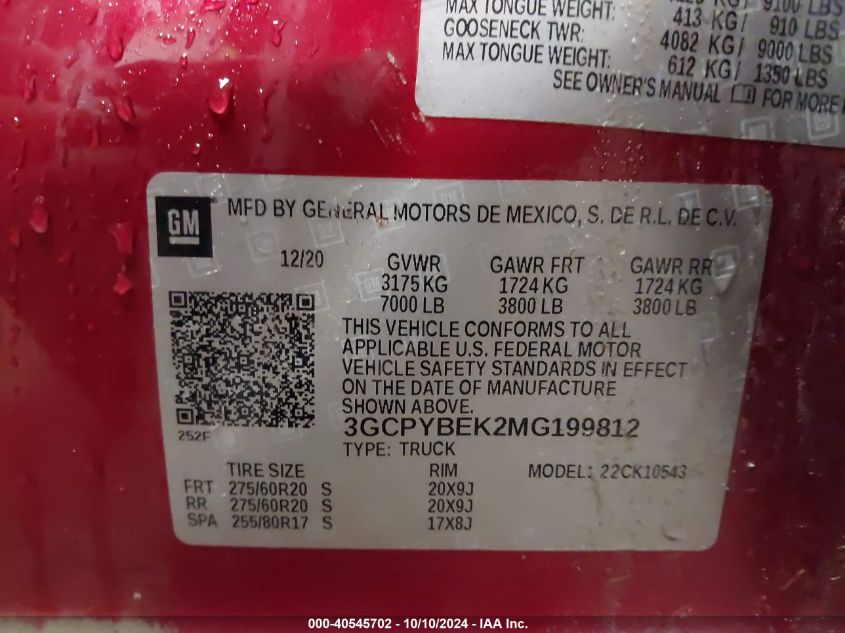 9100 LBS
MAX TONGUE WEIGHT: 413 KG/ 910 LBS
GOOSENECK TWR: 4082 KG/ 9000 LBS
MAX TONGUE WEIGHT: 612 KG/ 1350 LBS
SEE OWNER'S MANUAL FOR MORE
GM
MFD BY GENERAL MOTORS DE MEXICO, S. DE R.L. DE C.V.
12/20 GVWR GAWR FRT GAWR RR
3175 KG 1724 KG 1724 KG
7000 LB 3800 LB 3800 LB
THIS VEHICLE CONFORMS TO ALL
APPLICABLE U.S. FEDERAL MOTOR
VEHICLE SAFETY STANDARDS IN EFFECT
ON THE DATE OF MANUFACTURE
SHOWN ABOVE.
252F
3GCPYBEK2MG199812
TYPE: TRUCK
TIRE SIZE RIM MODEL: 22CK10543
FRT 275/60R20 S 20X9J
RR 275/60R20 S 20X9J
SPA 255/80R17 S 17X8J
000-40545702 - 10/10/2024 - IAA Inc.